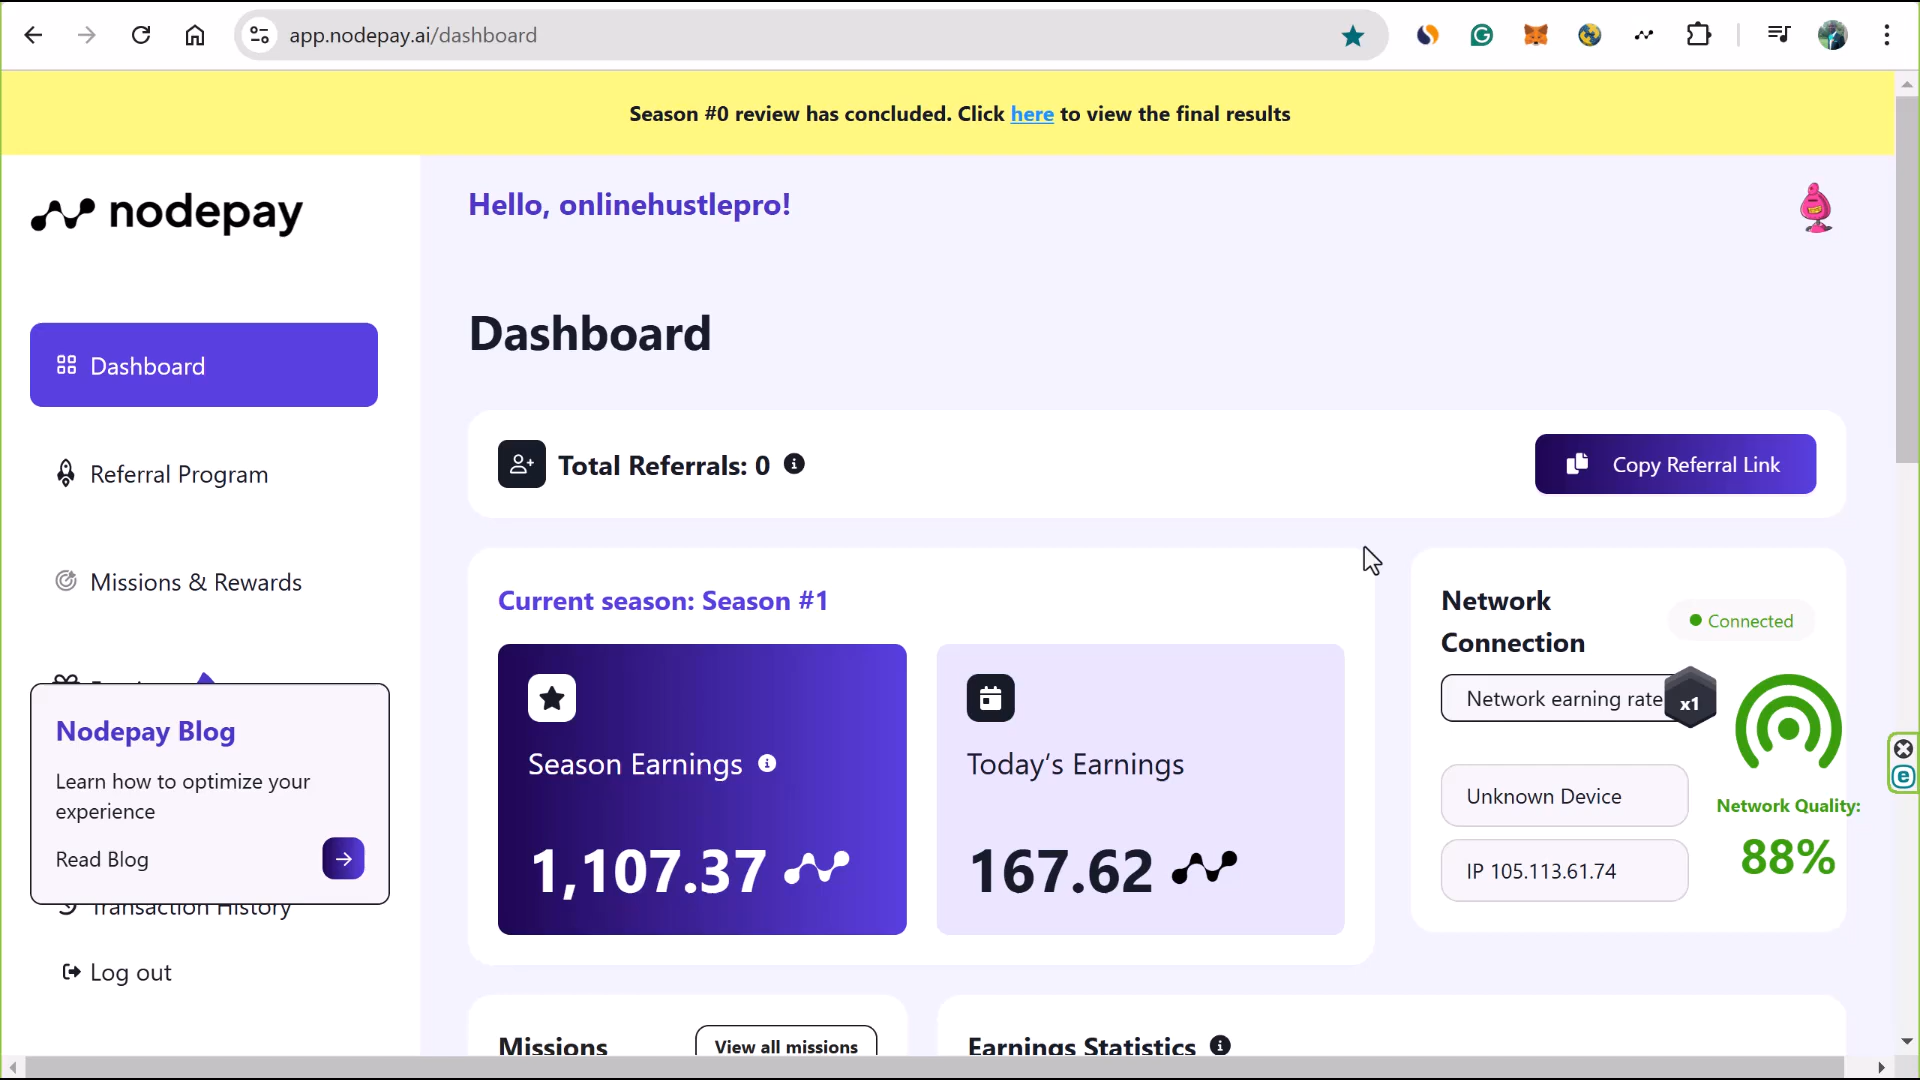 app.nodepay.ai/dashboard
Season #0 review has concluded. Click here to view the final results
nodepay
Hello, onlinehustlepro!
Dashboard
Dashboard
Total Referrals: 0
Copy Referral Link
Referral Program
Missions & Rewards
Current season: Season #1
Season Earnings
1,107.37
Today's Earnings
167.62
Network
Connection
Connected
Network earning rate
x1
Unknown Device
IP 105.113.61.74
Network Quality:
88%
Nodepay Blog
Learn how to optimize your
experience
Read Blog
Transaction History
Log out
Missions
View all missions
Earnings Statistics